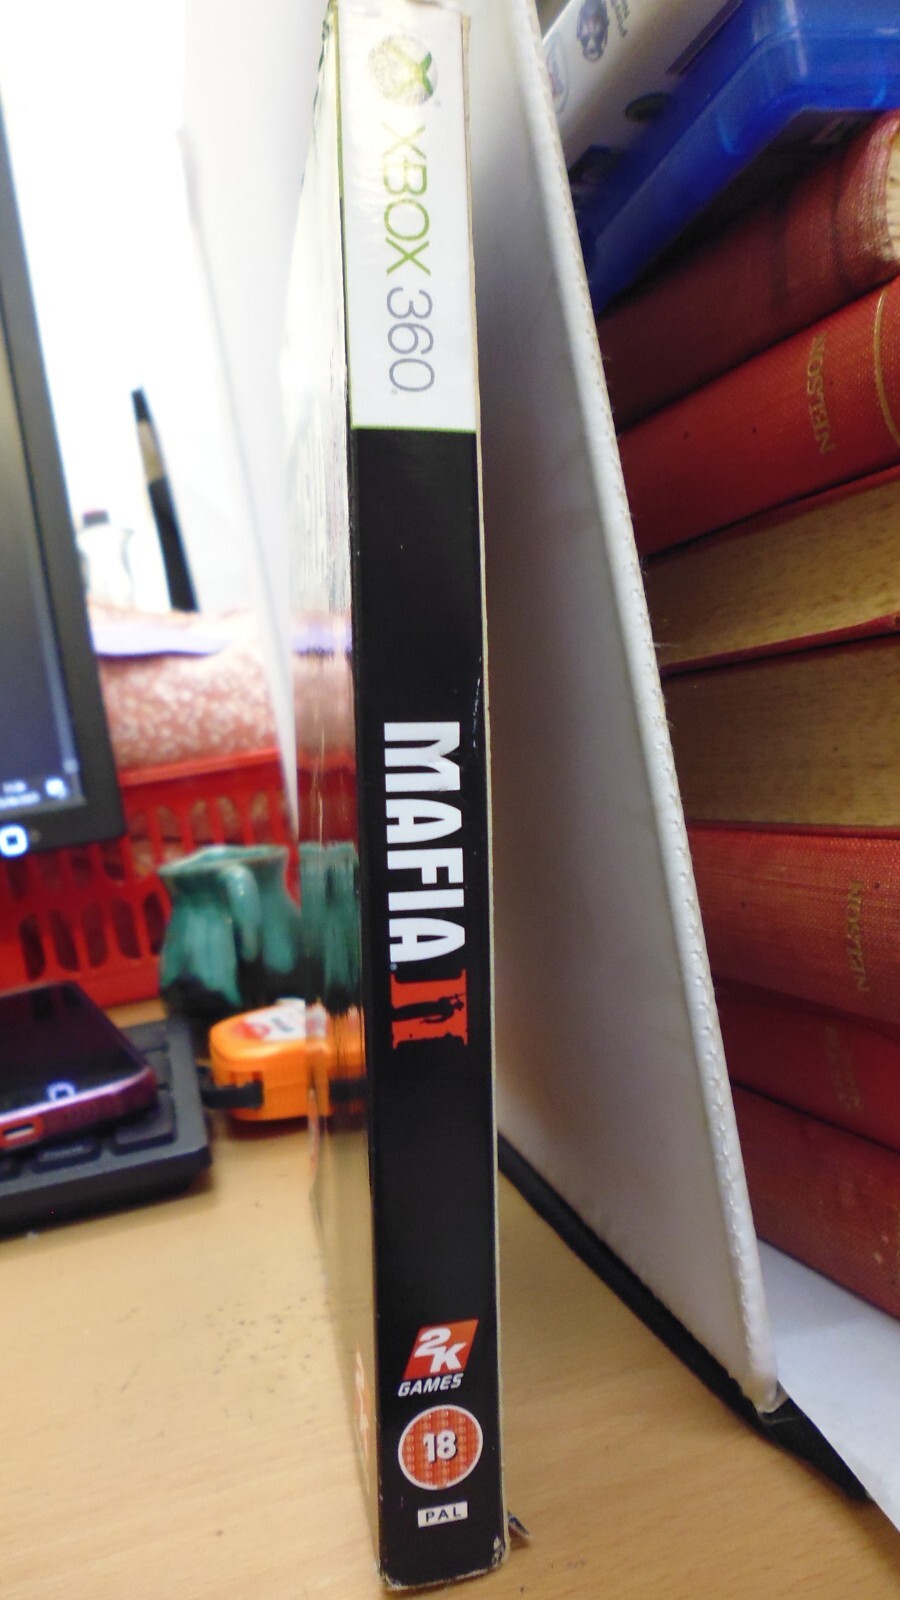 XBOX 360
MAFIA II
2K
GAMES
18
PAL
NELSON
NELSON